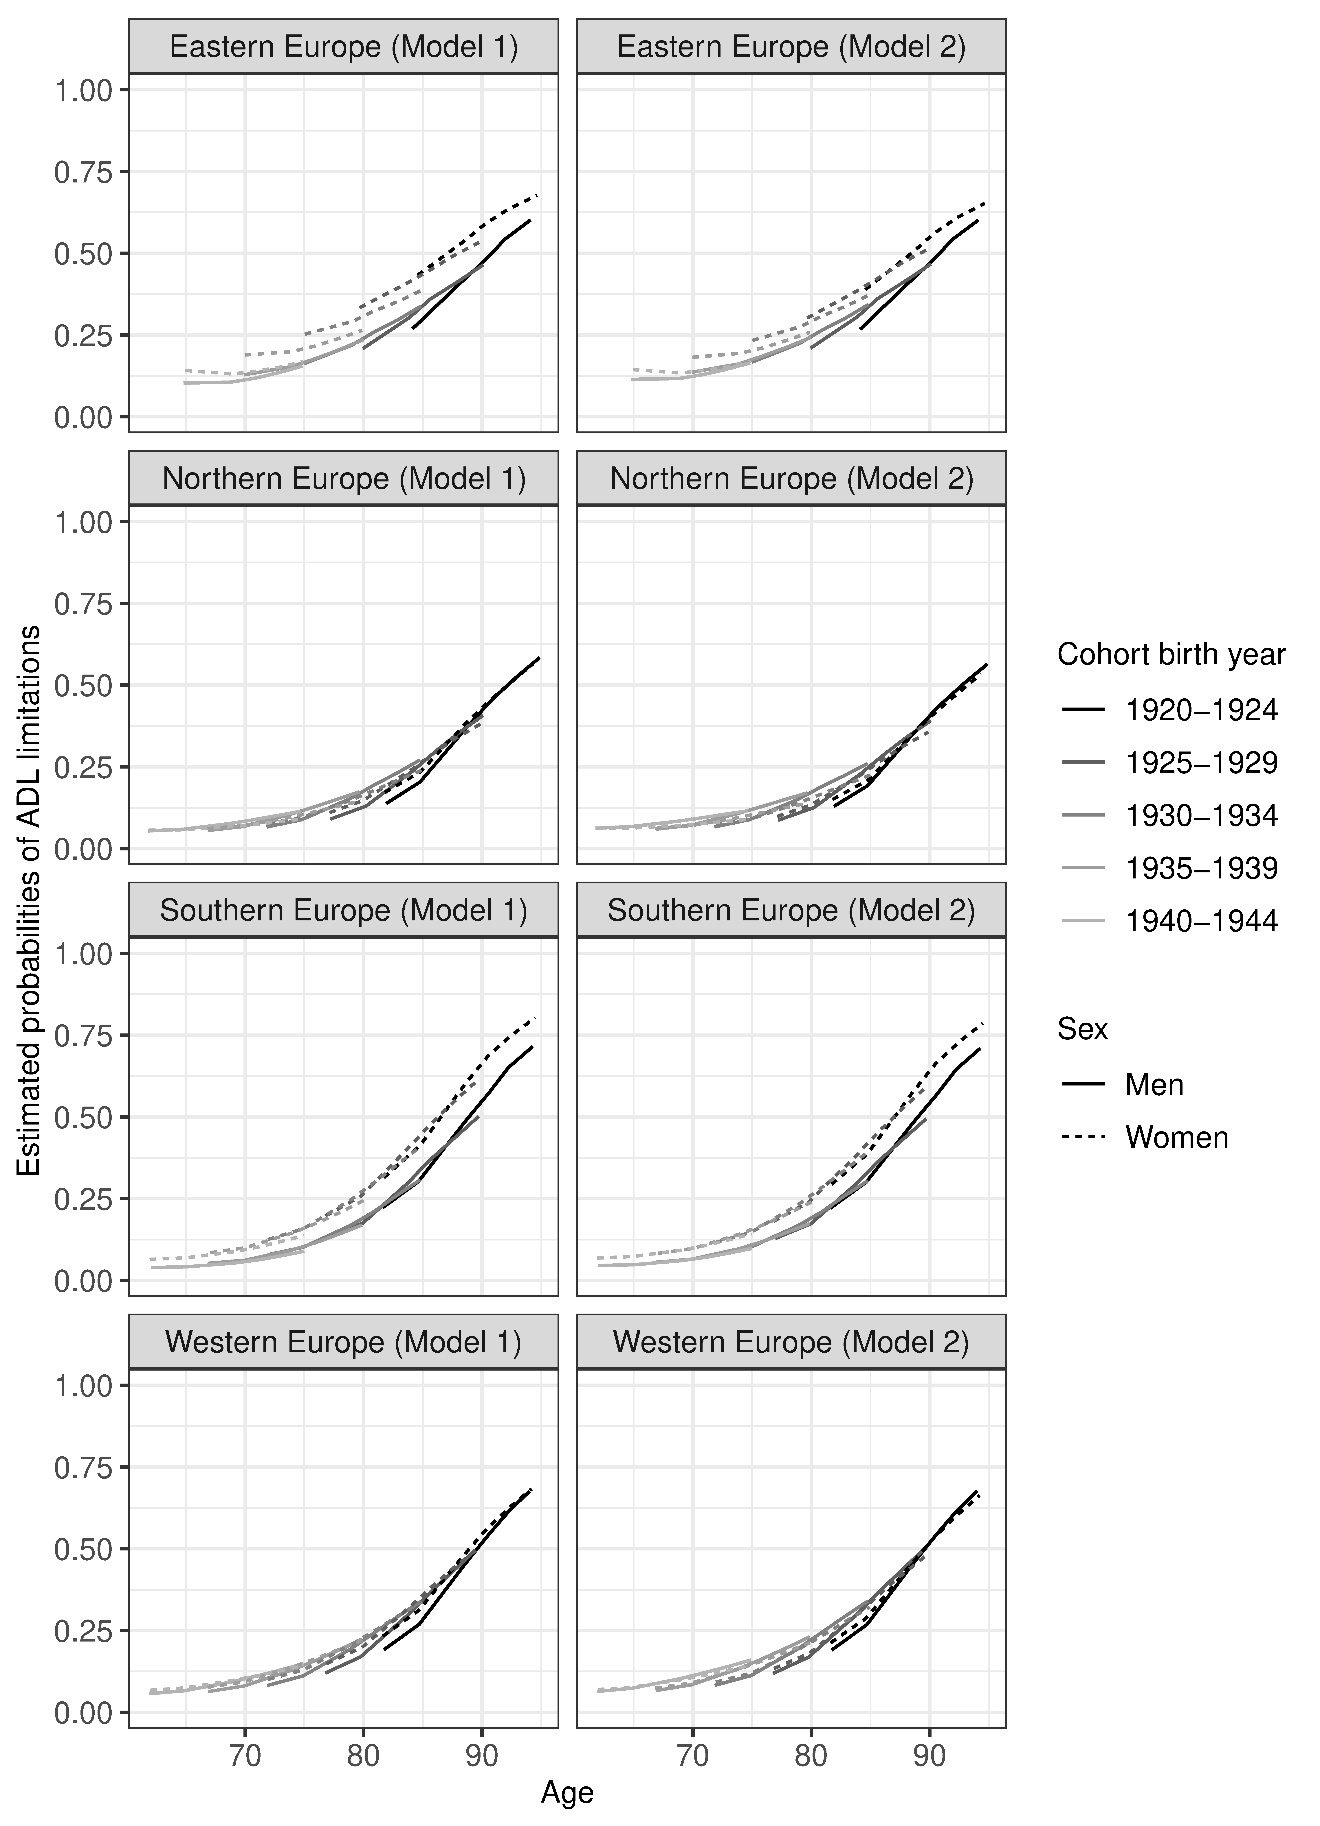 Eastern Europe (Model 1)
Eastern Europe (Model 2)
1.00
0.75
0.50
0.25
0.00
Northern Europe (Model 1)
Northern Europe (Model 2)
1.00
0.75
0.50
0.25
0.00
Southern Europe (Model 1)
Southern Europe (Model 2)
1.00
0.75
0.50
0.25
0.00
Western Europe (Model 1)
Western Europe (Model 2)
1.00
0.75
0.50
0.25
0.00
70 80 90
70 80 90
Age
Estimated probabilities of ADL limitations
Cohort birth year
1920−1924
1925−1929
1930−1934
1935−1939
1940−1944
Sex
Men
Women